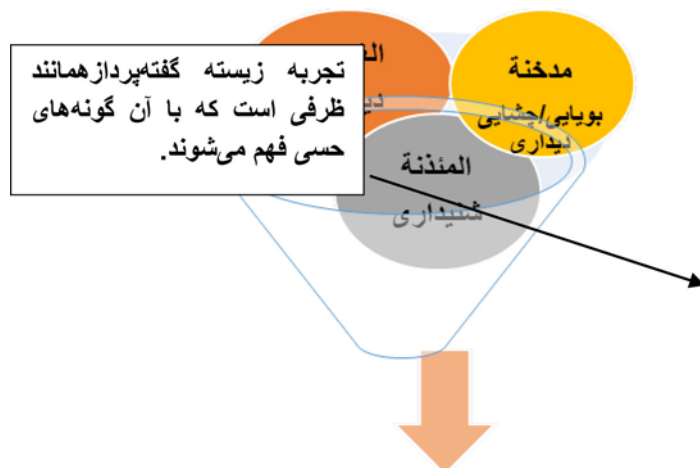 تجربه زیسته گفته‌پردازهمانند
ظرفی است که با آن گونه‌های
حسی فهم می‌شوند.
مدخنة
بویایی/چشایی
دیداری
المئذنة
شنیداری